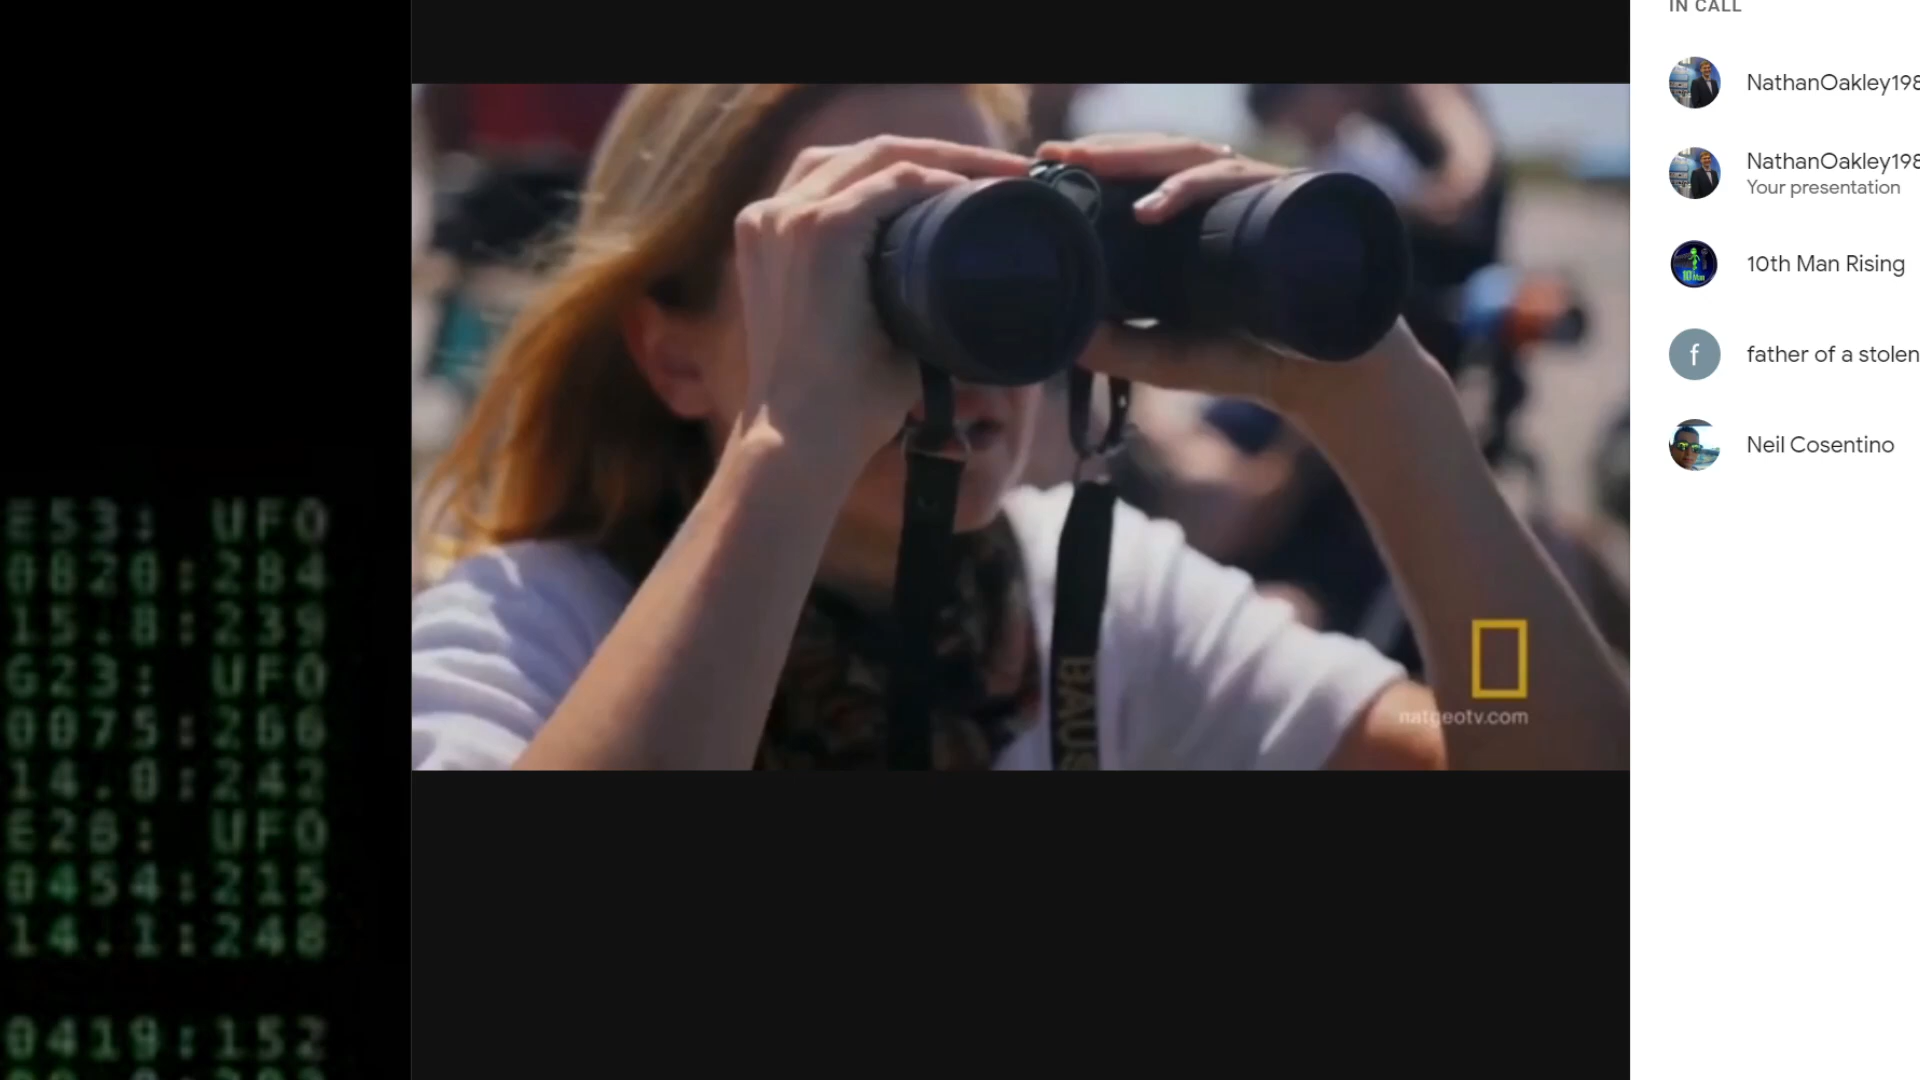 IN CALL
NathanOakley198
NathanOakley198
Your presentation
10th Man Rising
f
father of a stolen
Neil Cosentino
E53: UFO
0820:284
15.8:239
G23: UFO
0075:266
14.0:242
E28: UFO
0454:215
14.1:248
0419:152
BAUS
natgeotv.com